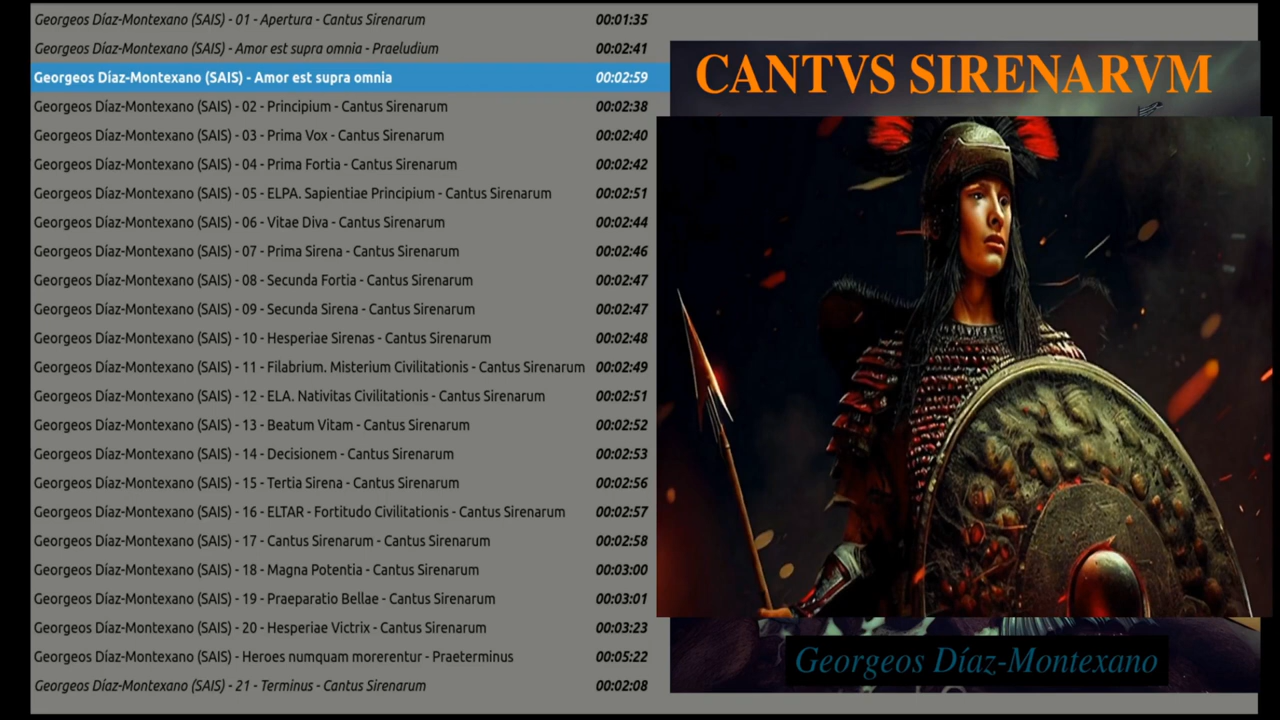 Georgeos Díaz-Montexano (SAIS) - 01 - Apertura - Cantus Sirenarum 00:01:35
Georgeos Díaz-Montexano (SAIS) - Amor est supra omnia - Praeludium 00:02:41
Georgeos Díaz-Montexano (SAIS) - Amor est supra omnia 00:02:59
Georgeos Díaz-Montexano (SAIS) - 02 - Principium - Cantus Sirenarum 00:02:38
Georgeos Díaz-Montexano (SAIS) - 03 - Prima Vox - Cantus Sirenarum 00:02:40
Georgeos Díaz-Montexano (SAIS) - 04 - Prima Fortia - Cantus Sirenarum 00:02:42
Georgeos Díaz-Montexano (SAIS) - 05 - ELPA. Sapientiae Principium - Cantus Sirenarum 00:02:51
Georgeos Díaz-Montexano (SAIS) - 06 - Vitae Diva - Cantus Sirenarum 00:02:44
Georgeos Díaz-Montexano (SAIS) - 07 - Prima Sirena - Cantus Sirenarum 00:02:46
Georgeos Díaz-Montexano (SAIS) - 08 - Secunda Fortia - Cantus Sirenarum 00:02:47
Georgeos Díaz-Montexano (SAIS) - 09 - Secunda Sirena - Cantus Sirenarum 00:02:47
Georgeos Díaz-Montexano (SAIS) - 10 - Hesperiae Sirenas - Cantus Sirenarum 00:02:48
Georgeos Díaz-Montexano (SAIS) - 11 - Filabrium. Misterium Civilitationis - Cantus Sirenarum 00:02:49
Georgeos Díaz-Montexano (SAIS) - 12 - ELA. Nativitas Civilitationis - Cantus Sirenarum 00:02:51
Georgeos Díaz-Montexano (SAIS) - 13 - Beatum Vitam - Cantus Sirenarum 00:02:52
Georgeos Díaz-Montexano (SAIS) - 14 - Decisionem - Cantus Sirenarum 00:02:53
Georgeos Díaz-Montexano (SAIS) - 15 - Tertia Sirena - Cantus Sirenarum 00:02:56
Georgeos Díaz-Montexano (SAIS) - 16 - ELTAR - Fortitudo Civilitationis - Cantus Sirenarum 00:02:57
Georgeos Díaz-Montexano (SAIS) - 17 - Cantus Sirenarum - Cantus Sirenarum 00:02:58
Georgeos Díaz-Montexano (SAIS) - 18 - Magna Potentia - Cantus Sirenarum 00:03:00
Georgeos Díaz-Montexano (SAIS) - 19 - Praeparatio Bellae - Cantus Sirenarum 00:03:01
Georgeos Díaz-Montexano (SAIS) - 20 - Hesperiae Victrix - Cantus Sirenarum 00:03:23
Georgeos Díaz-Montexano (SAIS) - Heroes numquam morerentur - Praeterminus 00:05:22
Georgeos Díaz-Montexano (SAIS) - 21 - Terminus - Cantus Sirenarum 00:02:08
CANTVS SIRENARVM
Georgeos Díaz-Montexano